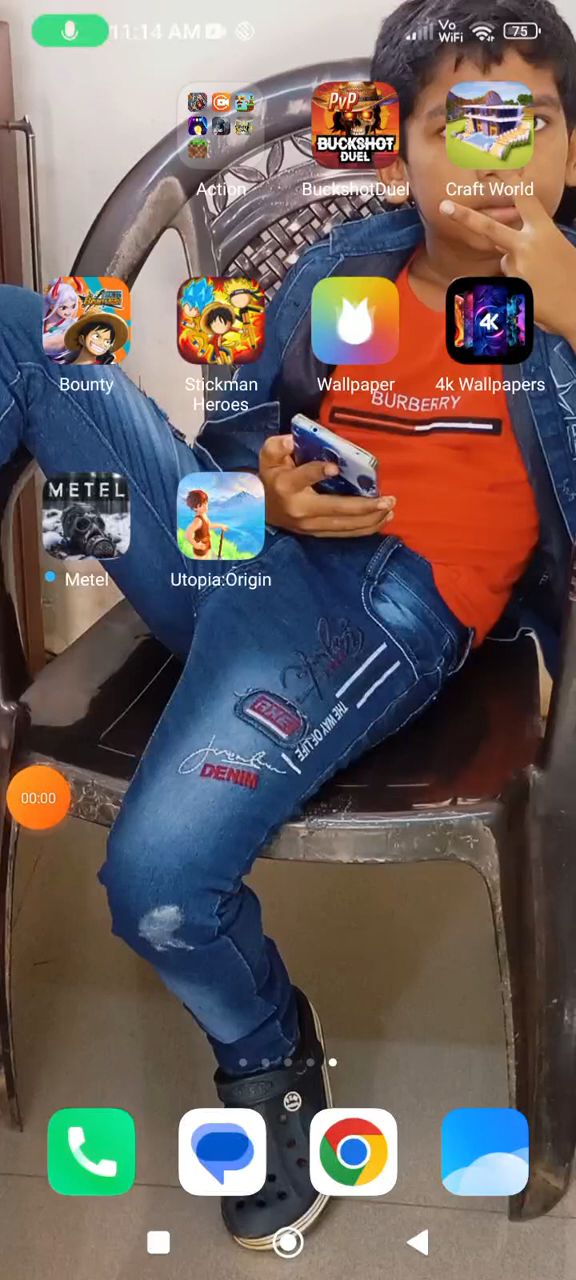 11:14 AM
Vo
WiFi
75
PvP
BUCKSHOT
DUEL
Action
BuckshotDuel
Craft World
4K
BURBERRY
Bounty
Stickman
Heroes
Wallpaper
4k Wallpapers
METEL
Metel
Utopia:Origin
THE WAY OF LIFE
DENIM
00:00